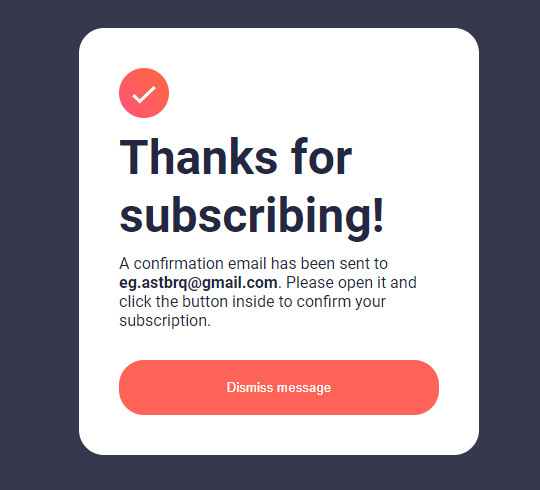 Thanks for
subscribing!
A confirmation email has been sent to
eg.astbrq@gmail.com. Please open it and
click the button inside to confirm your
subscription.
Dismiss message